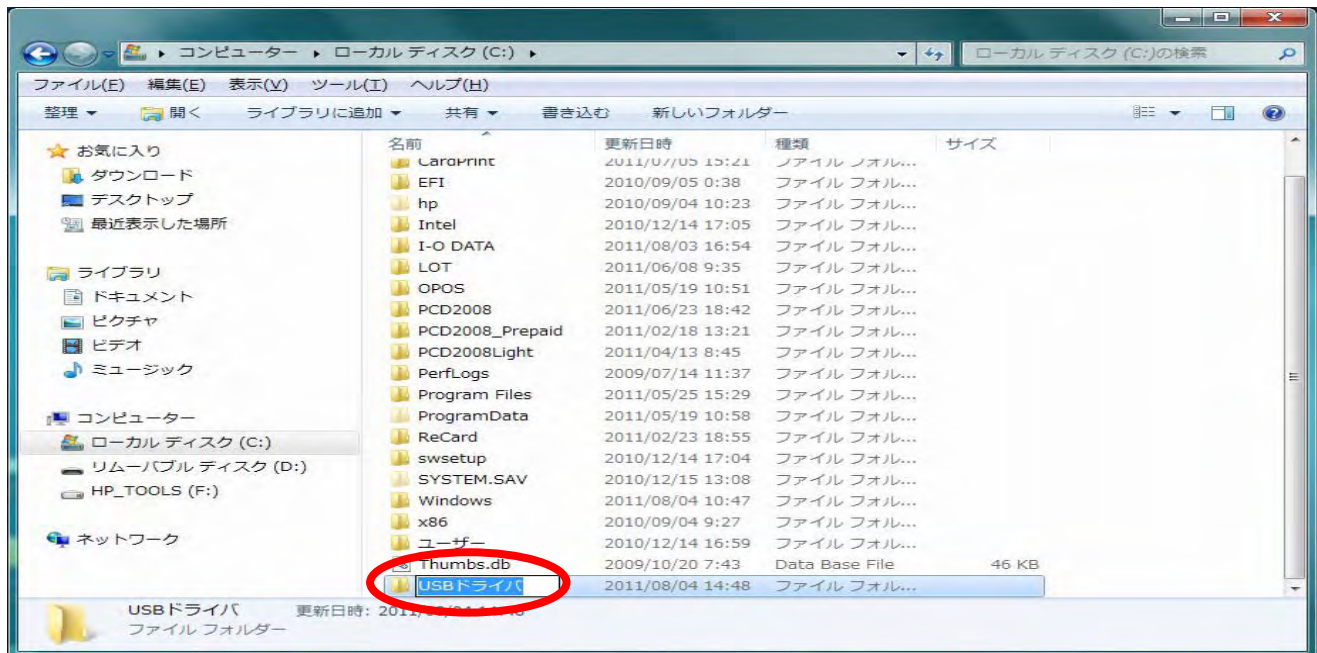 コンピューター ▸ ローカル ディスク (C:) ▸
ローカル ディスク (C:)の検索
ファイル(F) 編集(E) 表示(V) ツール(T) ヘルプ(H)
整理 開く ライブラリに追加 共有 書き込む 新しいフォルダー
お気に入り
ダウンロード
デスクトップ
最近表示した場所
ライブラリ
ドキュメント
ピクチャ
ビデオ
ミュージック
コンピューター
ローカル ディスク (C:)
リムーバブル ディスク (D:)
HP_TOOLS (F:)
ネットワーク
名前 更新日時 種類 サイズ
CardPrint 2011/07/05 15:21 ファイル フォル...
EFI 2010/09/05 0:38 ファイル フォル...
hp 2010/09/04 10:23 ファイル フォル...
Intel 2010/12/14 17:05 ファイル フォル...
I-O DATA 2011/08/03 16:54 ファイル フォル...
LOT 2011/06/08 9:35 ファイル フォル...
OPOS 2011/05/19 10:51 ファイル フォル...
PCD2008 2011/06/23 18:42 ファイル フォル...
PCD2008_Prepaid 2011/02/18 13:21 ファイル フォル...
PCD2008Light 2011/04/13 8:45 ファイル フォル...
PerfLogs 2009/07/14 11:37 ファイル フォル...
Program Files 2011/05/25 15:29 ファイル フォル...
ProgramData 2011/05/19 10:58 ファイル フォル...
ReCard 2011/02/23 18:55 ファイル フォル...
swsetup 2010/12/14 17:04 ファイル フォル...
SYSTEM.SAV 2010/12/15 13:08 ファイル フォル...
Windows 2011/08/04 10:47 ファイル フォル...
x86 2010/09/04 9:27 ファイル フォル...
ユーザー 2010/12/14 16:59 ファイル フォル...
Thumbs.db 2009/10/20 7:43 Data Base File 46 KB
USBドライバ 2011/08/04 14:48 ファイル フォル...
USBドライバ 更新日時: 2011/
ファイル フォルダー